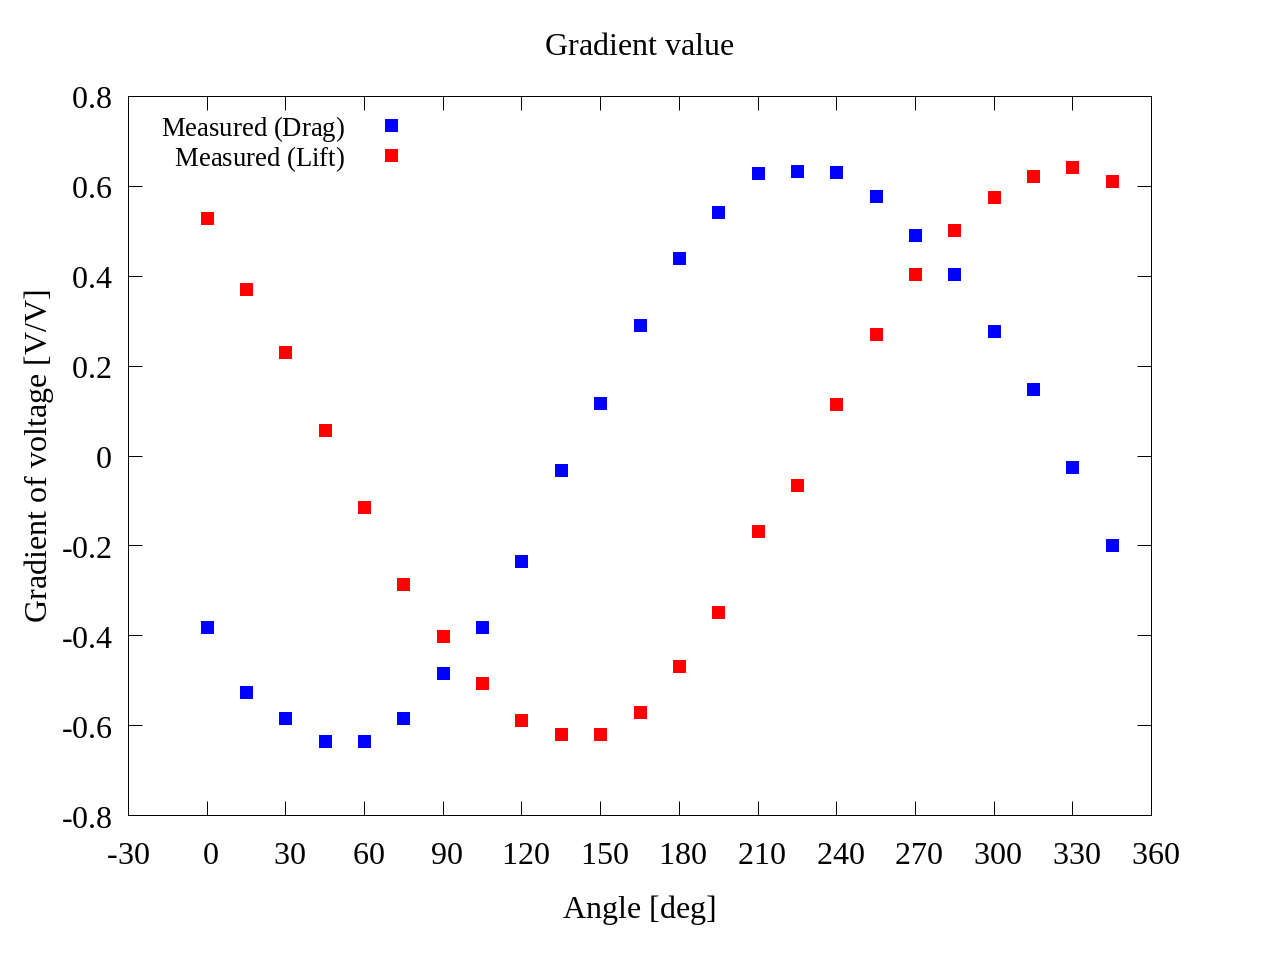 Gradient value
Measured (Drag)
Measured (Lift)
0.8
0.6
0.4
0.2
0
-0.2
-0.4
-0.6
-0.8
Gradient of voltage [V/V]
-30 0 30 60 90 120 150 180 210 240 270 300 330 360
Angle [deg]